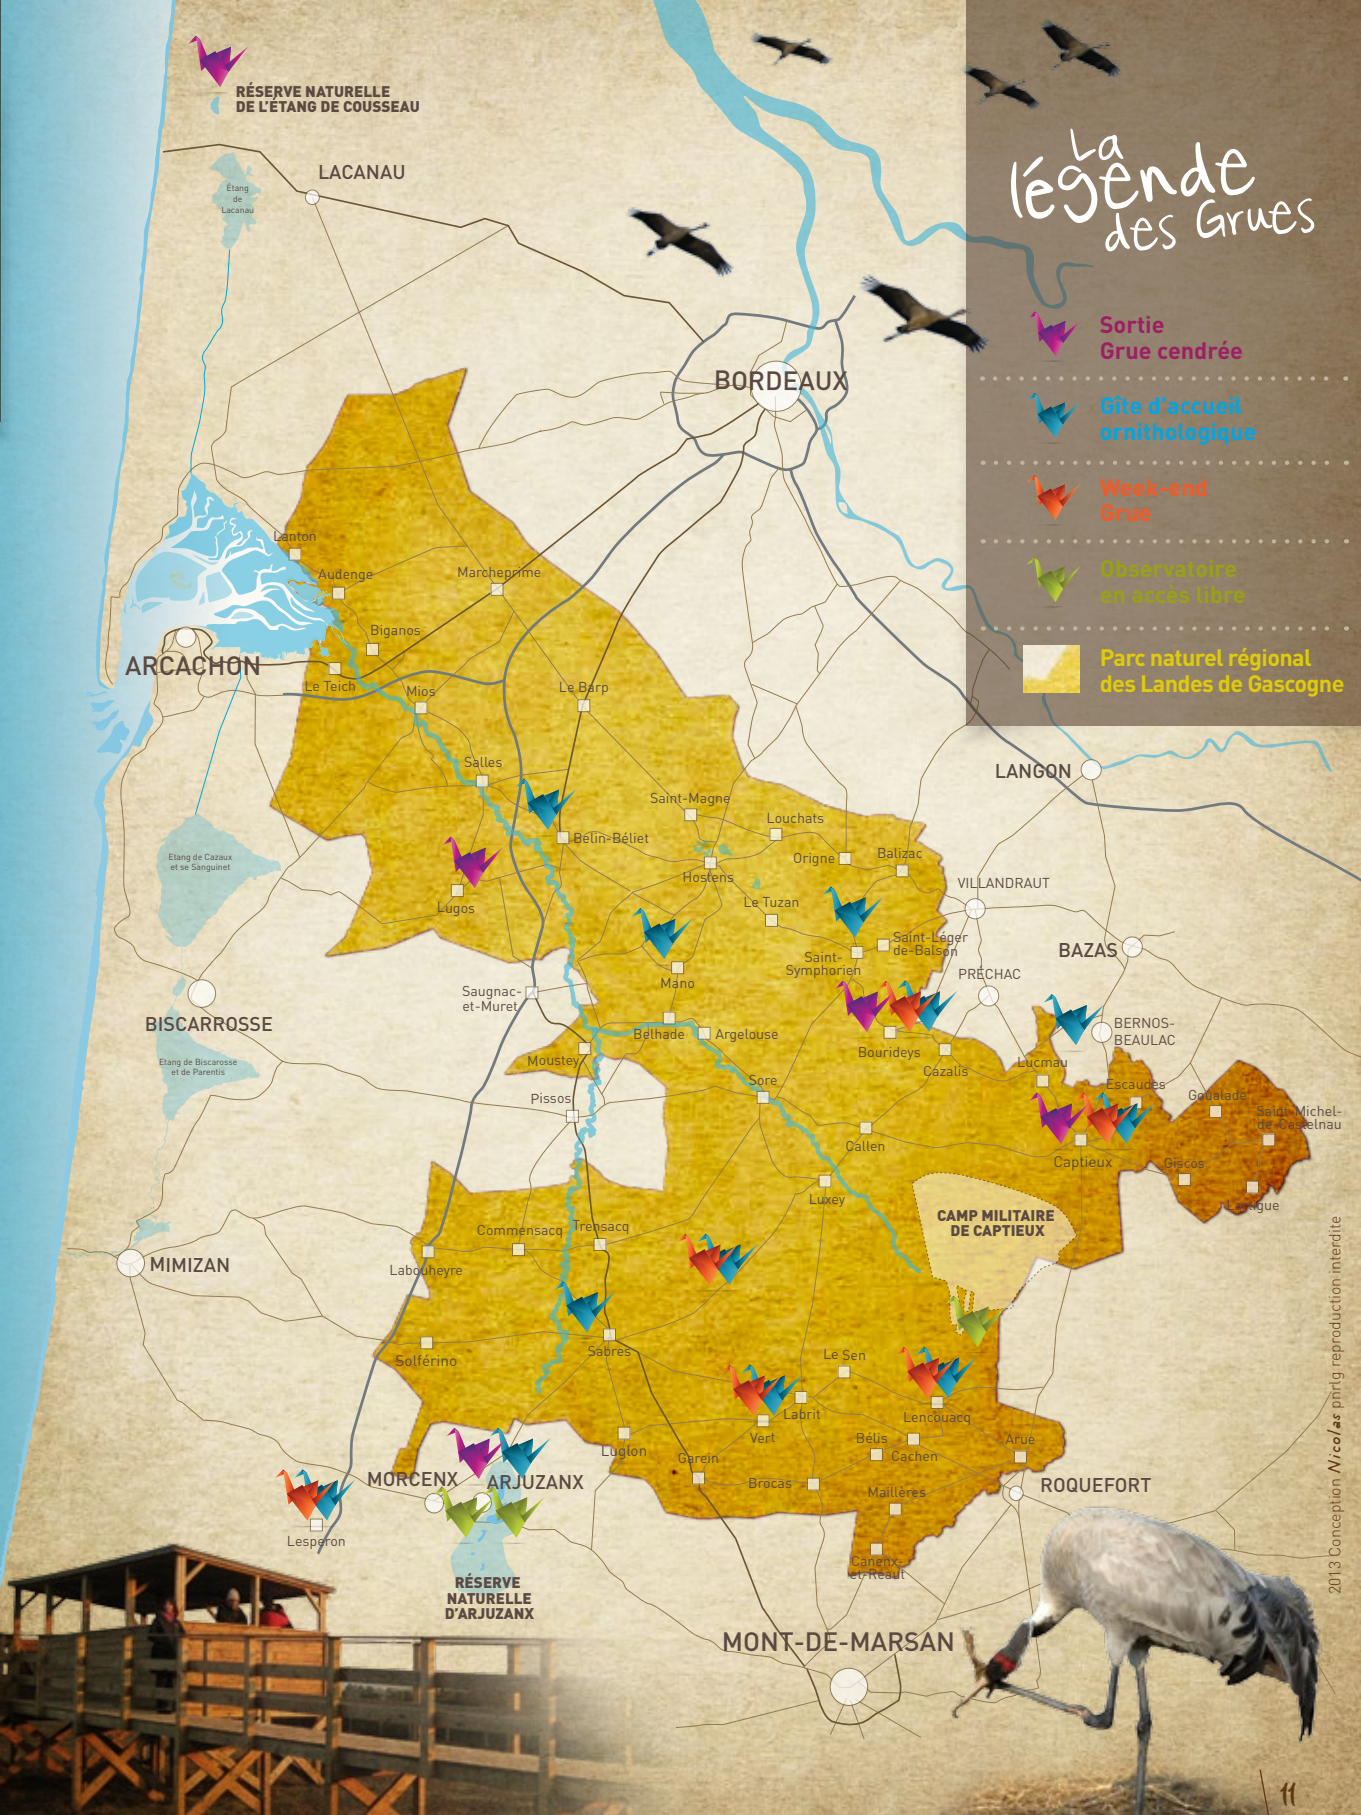 RÉSERVE NATURELLE
DE L'ÉTANG DE COUSSEAU
LACANAU
Étang
de
Lacanau
La
légende
des Grues
Sortie
Grue cendrée
Gîte d'accueil
ornithologique
Week-end
Grue
Observatoire
en accès libre
Parc naturel régional
des Landes de Gascogne
BORDEAUX
Lanton
Audenge
Marcheprime
Biganos
ARCACHON
Le Teich
Mios
Le Barp
Salles
LANGON
Saint-Magne
Louchats
Belin-Béliet
Origne
Balizac
Etang de Cazaux
et se Sanguinet
Hostens
VILLANDRAUT
Lugos
Le Tuzan
Saint-Léger
de-Balson
BAZAS
Saint-
Symphorien
PRÉCHAC
Mano
Saugnac-
et-Muret
BISCARROSSE
Belhade
Argelouse
BERNOS-
BEAULAC
Bourideys
Moustey
Cazalis
Lucmau
Etang de Biscarosse
et de Parentis
Sore
Escaudes
Goualade
Pissos
Saint-Michel-
de-Castelnau
Callen
Captieux
Giscos
Luxey
Lartigue
CAMP MILITAIRE
DE CAPTIEUX
Commensacq
Trensacq
MIMIZAN
Labouheyre
Sabres
Solférino
Le Sen
Labrit
Lencouacq
Vert
Bélis
Cachen
Arue
Luglon
Garein
MORCENX
ARJUZANX
Brocas
ROQUEFORT
Maillères
Lesperon
Canenx-
et-Réaut
RÉSERVE
NATURELLE
D'ARJUZANX
MONT-DE-MARSAN
2013 Conception Nicolas pnrlg reproduction interdite
11